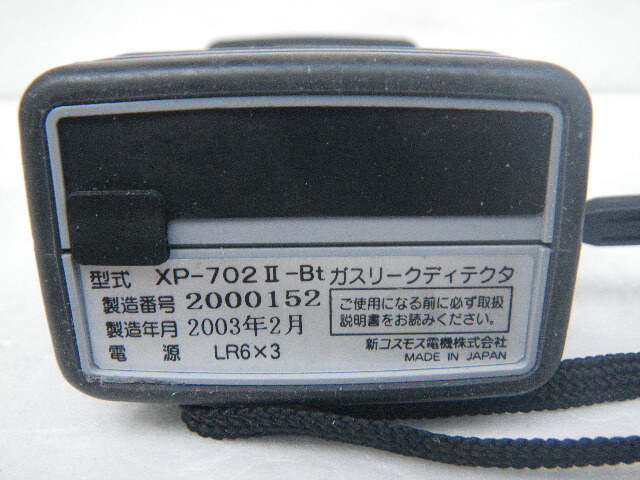 型式 XP-702Ⅱ-Bt ガスリークディテクタ
製造番号 2000152
製造年月 2003年2月
電 源 LR6×3
ご使用になる前に必ず取扱
説明書をお読みください。
新コスモス電機株式会社
MADE IN JAPAN